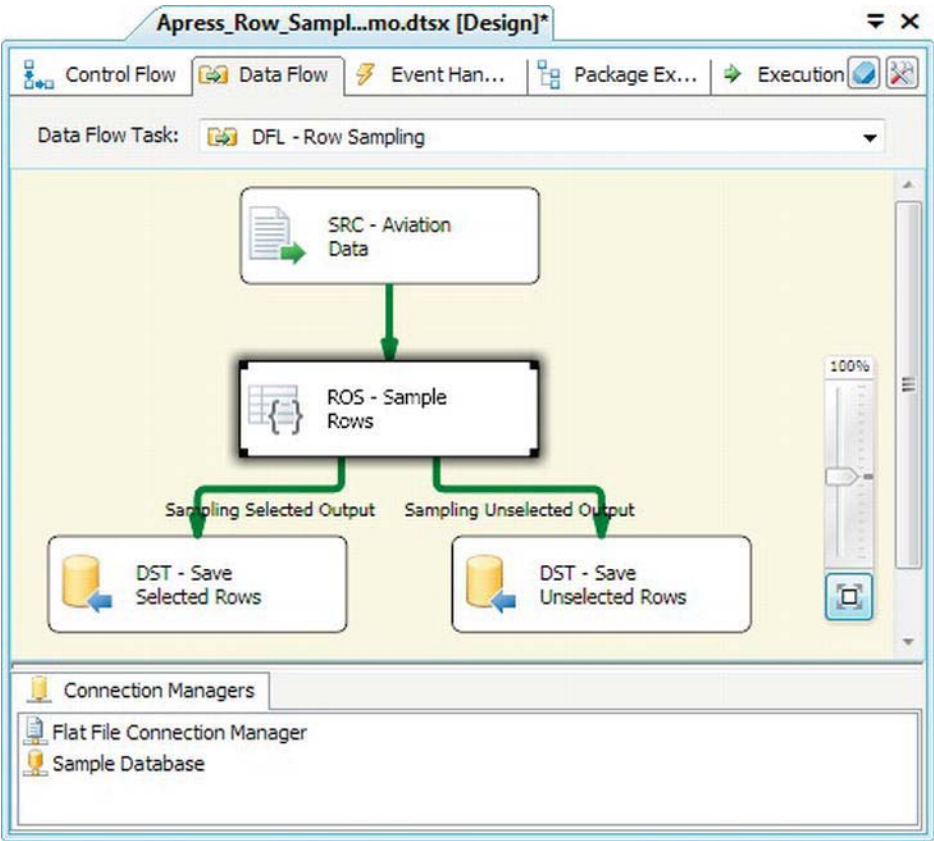 Apress_Row_Sampl...mo.dtsx [Design]*
Control Flow
Data Flow
Event Han...
Package Ex...
Execution
Data Flow Task:
DFL - Row Sampling
SRC - Aviation
Data
100%
ROS - Sample
Rows
Sampling Selected Output
Sampling Unselected Output
DST - Save
Selected Rows
DST - Save
Unselected Rows
Connection Managers
Flat File Connection Manager
Sample Database